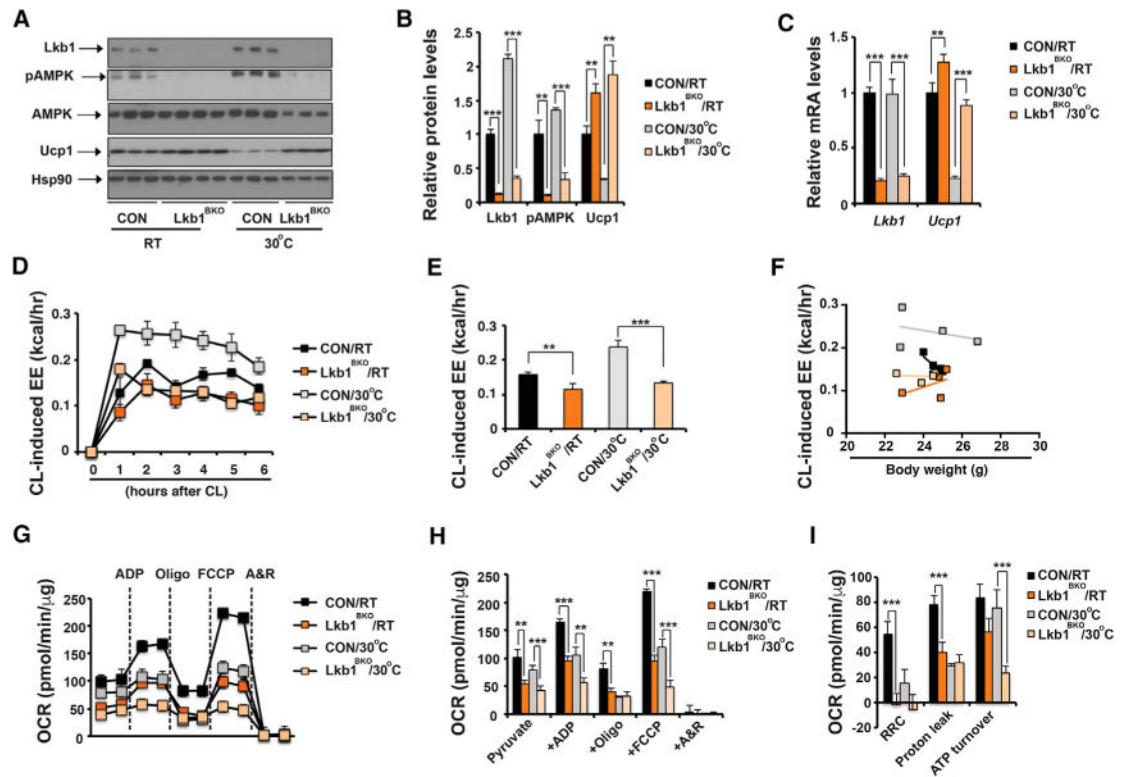 A
Lkb1
pAMPK
AMPK
Ucp1
Hsp90
CON Lkb1BKO CON Lkb1BKO
RT 30°C
B
Relative protein levels
2.5
2
1.5
1
0.5
0
*** *** ** *** ** **
Lkb1 pAMPK Ucp1
CON/RT
Lkb1BKO/RT
CON/30°C
Lkb1BKO/30°C
C
Relative mRA levels
1.5
1.0
0.5
0
*** *** ** ***
Lkb1 Ucp1
CON/RT
Lkb1BKO/RT
CON/30°C
Lkb1BKO/30°C
D
CL-induced EE (kcal/hr)
0.3
0.2
0.1
0
0 1 2 3 4 5 6
(hours after CL)
CON/RT
Lkb1BKO/RT
CON/30°C
Lkb1BKO/30°C
E
CL-induced EE (kcal/hr)
0.3
0.2
0.1
0
** ***
CON/RT
Lkb1BKO/RT
CON/30°C
Lkb1BKO/30°C
F
CL-induced EE (kcal/hr)
0.3
0.2
0.1
0
20 22 24 26 28 30
Body weight (g)
G
ADP Oligo FCCP A&R
OCR (pmol/min/µg)
250
200
150
100
50
0
CON/RT
Lkb1BKO/RT
CON/30°C
Lkb1BKO/30°C
H
OCR (pmol/min/µg)
250
200
150
100
50
0
** *** *** ** ** *** ***
Pyruvate
+ADP
+Oligo
+FCCP
+A&R
CON/RT
Lkb1BKO/RT
CON/30°C
Lkb1BKO/30°C
I
OCR (pmol/min/µg)
100
80
60
40
20
0
-20
*** *** ***
RRC
Proton leak
ATP turnover
CON/RT
Lkb1BKO/RT
CON/30°C
Lkb1BKO/30°C